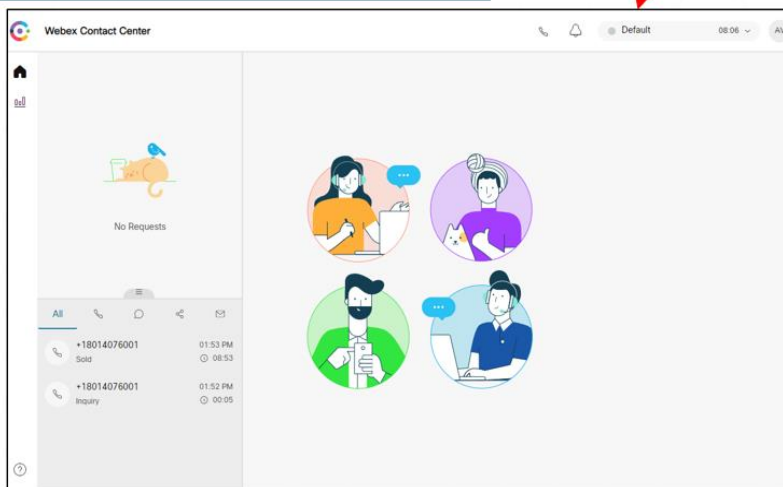 Webex Contact Center
Default 08:06
No Requests
All
+18014076001 01:53 PM
Sold 08:53
+18014076001 01:52 PM
Inquiry 00:05